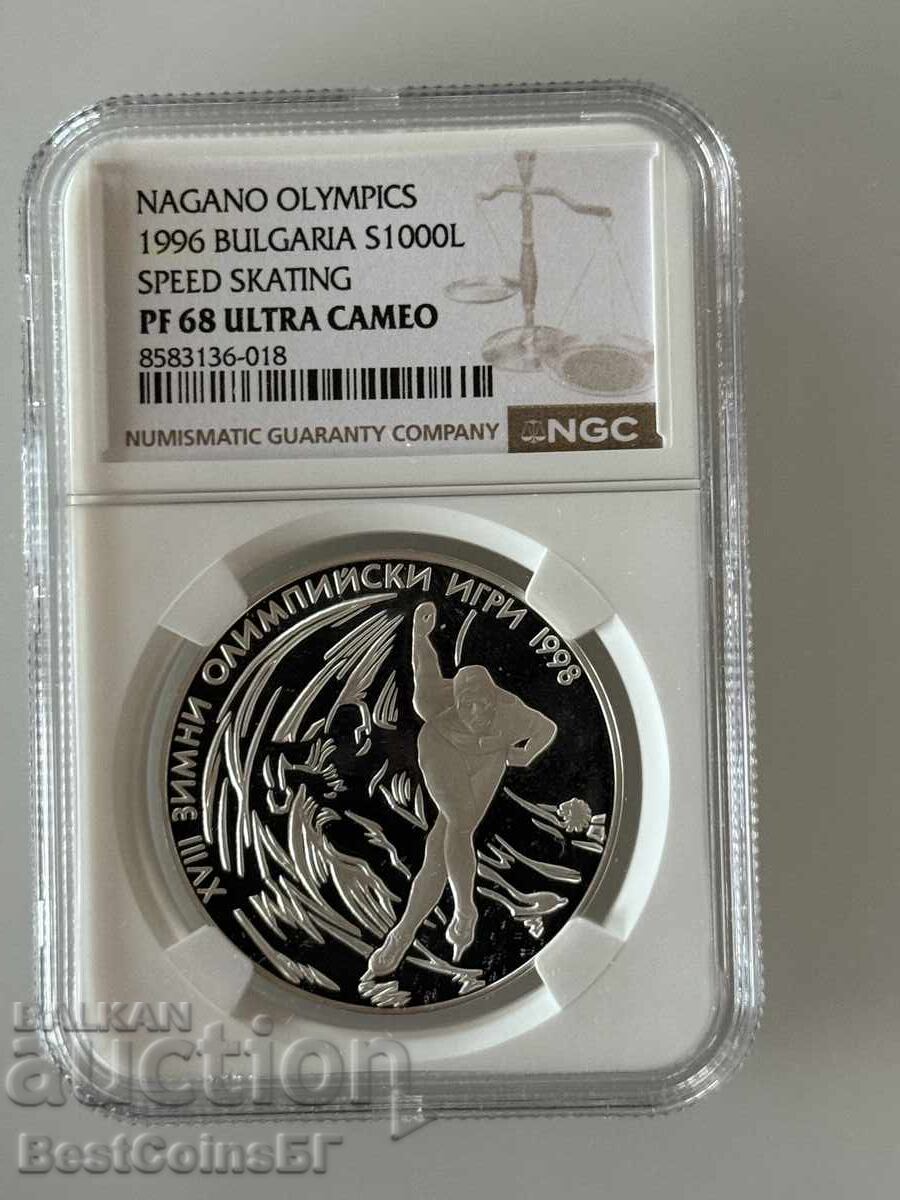 NAGANO OLYMPICS
1996 BULGARIA S1000L
SPEED SKATING
PF 68 ULTRA CAMEO
8583136-018
NUMISMATIC GUARANTY COMPANY NGC
XVIII ЗИМНИ ОЛИМПИЙСКИ ИГРИ 1998
BALKAN
auction
BestCoinsБГ